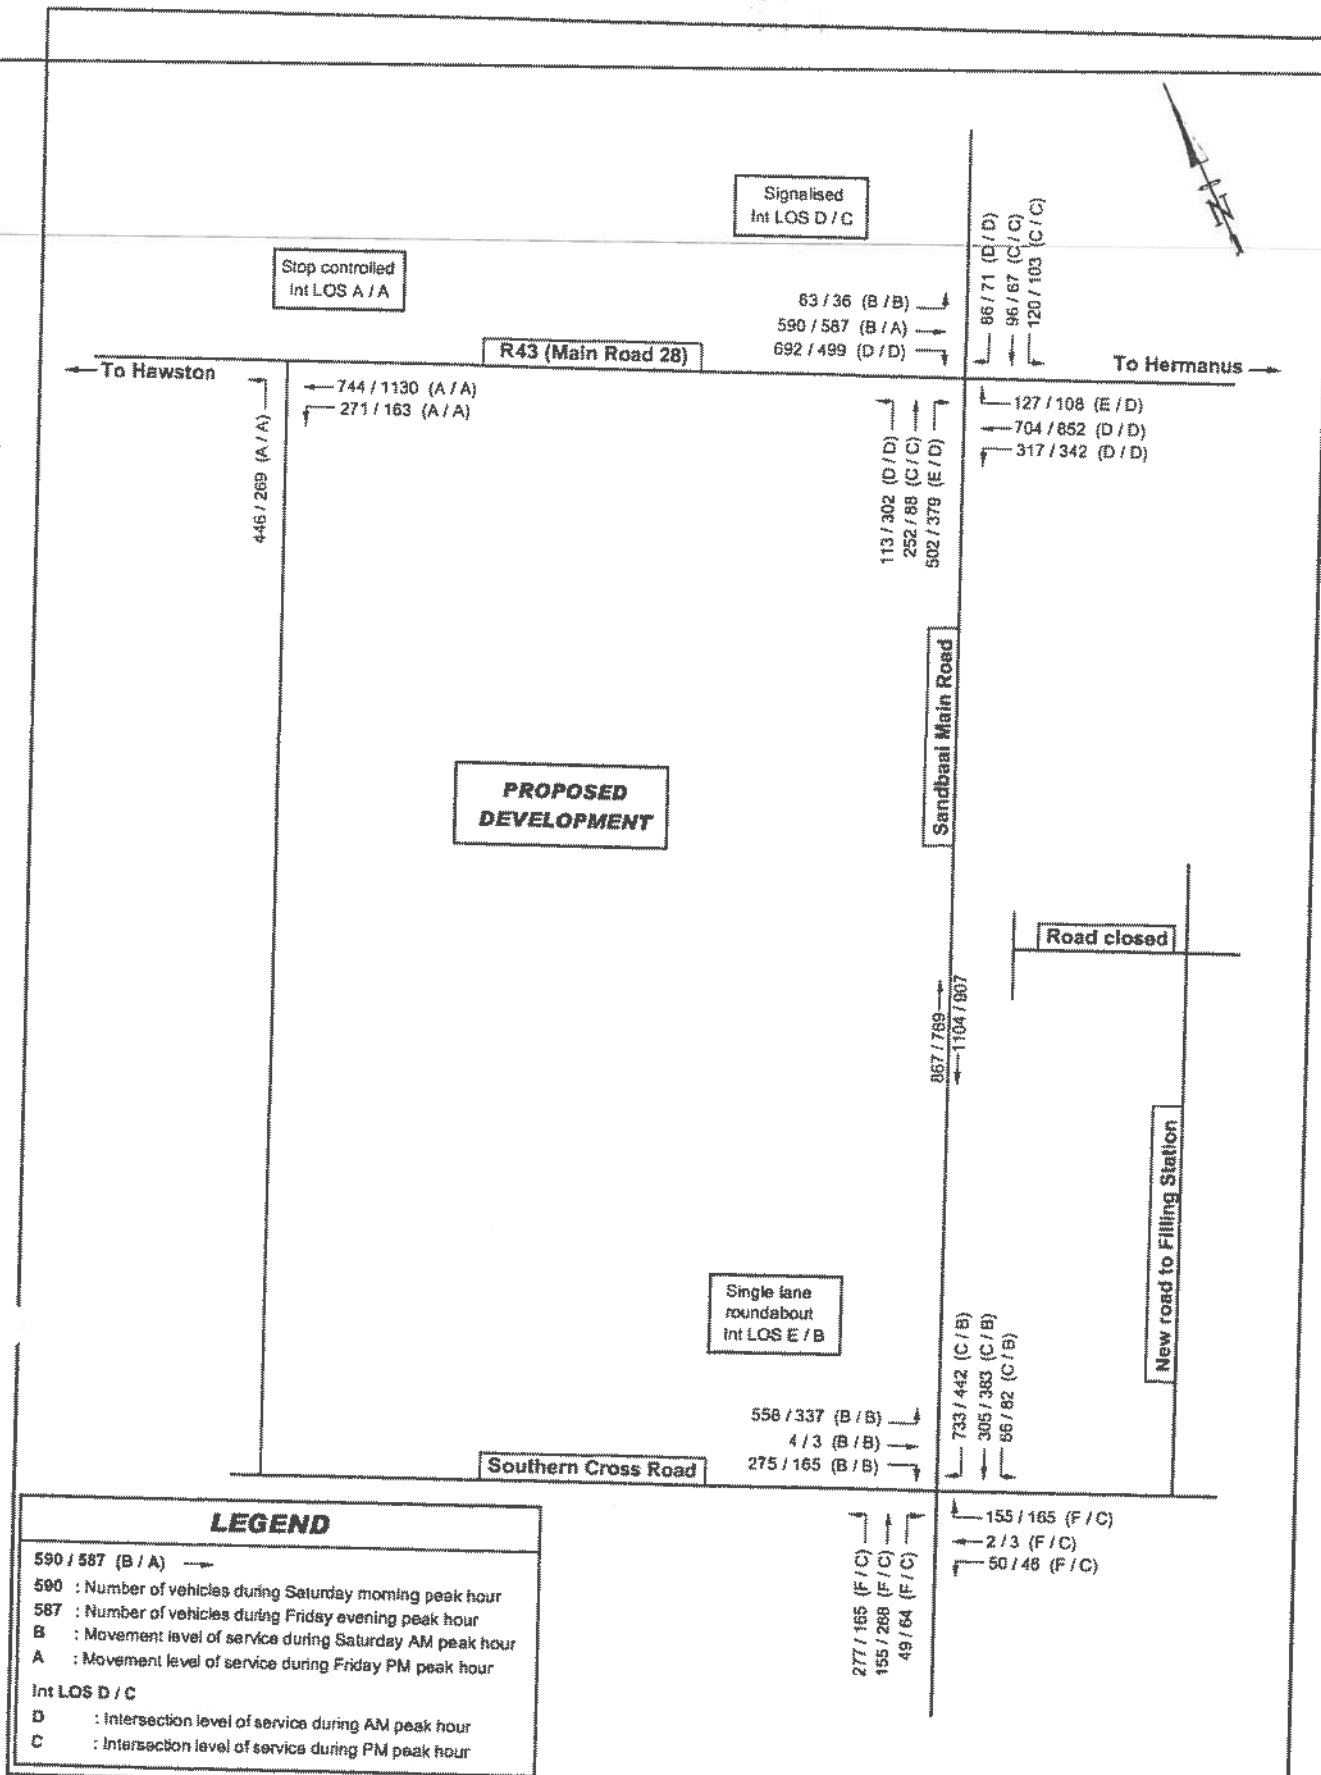 Signalised
Int LOS D / C
Stop controlled
Int LOS A / A
N
86 / 71 (D / D)
96 / 67 (C / C)
120 / 103 (C / C)
63 / 36 (B / B)
590 / 587 (B / A)
692 / 499 (D / D)
R43 (Main Road 28)
To Hawston
To Hermanus
744 / 1130 (A / A)
271 / 163 (A / A)
446 / 269 (A / A)
127 / 108 (E / D)
704 / 852 (D / D)
317 / 342 (D / D)
113 / 302 (D / D)
252 / 88 (C / C)
502 / 379 (E / D)
Sandbaai Main Road
PROPOSED
DEVELOPMENT
Road closed
867 / 769
1104 / 907
New road to Filling Station
Single lane
roundabout
Int LOS E / B
733 / 442 (C / B)
305 / 383 (C / B)
66 / 82 (C / B)
558 / 337 (B / B)
4 / 3 (B / B)
275 / 165 (B / B)
Southern Cross Road
155 / 165 (F / C)
2 / 3 (F / C)
50 / 46 (F / C)
277 / 165 (F / C)
155 / 268 (F / C)
49 / 64 (F / C)
LEGEND
590 / 587 (B / A)
590 : Number of vehicles during Saturday morning peak hour
587 : Number of vehicles during Friday evening peak hour
B : Movement level of service during Saturday AM peak hour
A : Movement level of service during Friday PM peak hour
Int LOS D / C
D : Intersection level of service during AM peak hour
C : Intersection level of service during PM peak hour